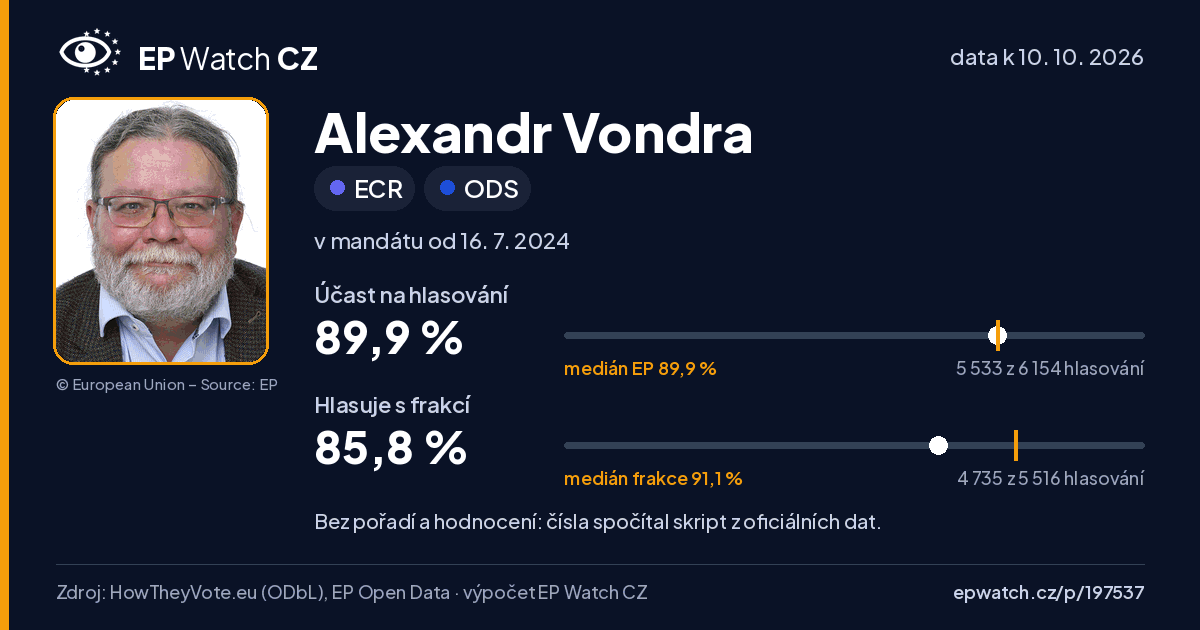 EP Watch CZ
data k 10. 10. 2026
Alexandr Vondra
ECR ODS
v mandátu od 16. 7. 2024
Účast na hlasování
89,9 %
medián EP 89,9 %
5 533 z 6 154 hlasování
© European Union – Source: EP
Hlasuje s frakcí
85,8 %
medián frakce 91,1 %
4 735 z 5 516 hlasování
Bez pořadí a hodnocení: čísla spočítal skript z oficiálních dat.
Zdroj: HowTheyVote.eu (ODbL), EP Open Data · výpočet EP Watch CZ
epwatch.cz/p/197537